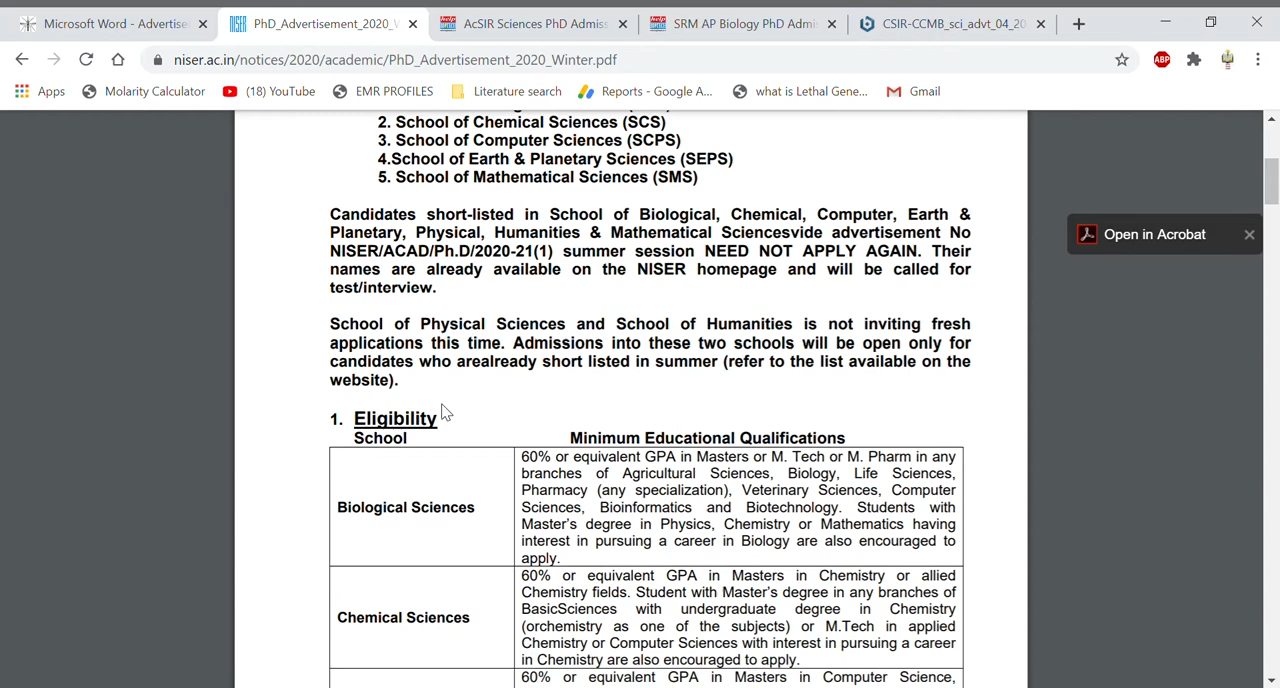 Microsoft Word - Advertise
PhD_Advertisement_2020_W
AcSIR Sciences PhD Admiss
SRM AP Biology PhD Admi
CSIR-CCMB_sci_advt_04_20
niser.ac.in/notices/2020/academic/PhD_Advertisement_2020_Winter.pdf
ABP
Apps
Molarity Calculator
(18) YouTube
EMR PROFILES
Literature search
Reports - Google A...
what is Lethal Gene...
Gmail
2. School of Chemical Sciences (SCS)
3. School of Computer Sciences (SCPS)
4.School of Earth & Planetary Sciences (SEPS)
5. School of Mathematical Sciences (SMS)
Candidates short-listed in School of Biological, Chemical, Computer, Earth &
Planetary, Physical, Humanities & Mathematical Sciencesvide advertisement No
NISER/ACAD/Ph.D/2020-21(1) summer session NEED NOT APPLY AGAIN. Their
names are already available on the NISER homepage and will be called for
test/interview.
School of Physical Sciences and School of Humanities is not inviting fresh
applications this time. Admissions into these two schools will be open only for
candidates who arealready short listed in summer (refer to the list available on the
website).
1. Eligibility
School Minimum Educational Qualifications
Biological Sciences
60% or equivalent GPA in Masters or M. Tech or M. Pharm in any
branches of Agricultural Sciences, Biology, Life Sciences,
Pharmacy (any specialization), Veterinary Sciences, Computer
Sciences, Bioinformatics and Biotechnology. Students with
Master's degree in Physics, Chemistry or Mathematics having
interest in pursuing a career in Biology are also encouraged to
apply.
Chemical Sciences
60% or equivalent GPA in Masters in Chemistry or allied
Chemistry fields. Student with Master's degree in any branches of
BasicSciences with undergraduate degree in Chemistry
(orchemistry as one of the subjects) or M.Tech in applied
Chemistry or Computer Sciences with interest in pursuing a career
in Chemistry are also encouraged to apply.
60% or equivalent GPA in Masters in Computer Science,
Open in Acrobat